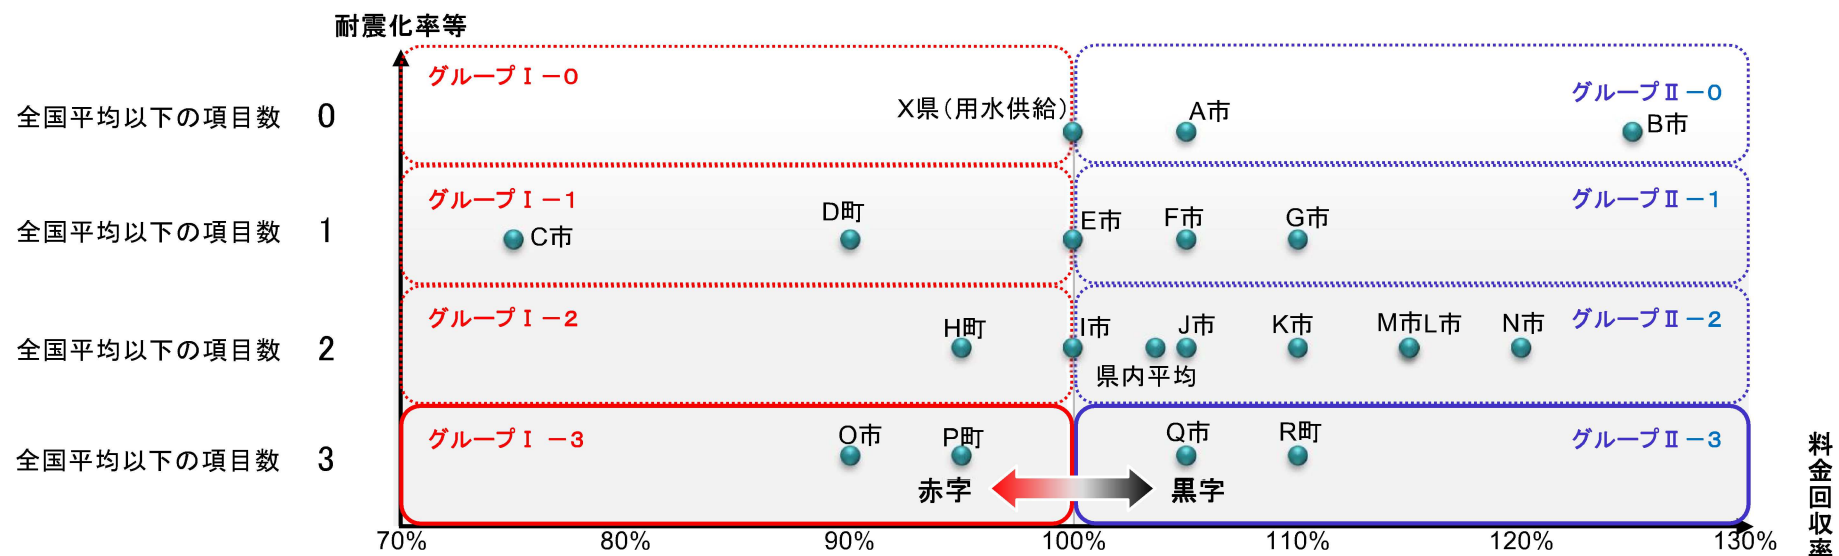 耐震化率等
グループⅠ－0
グループⅡ－0
全国平均以下の項目数 0
X県(用水供給)
A市
B市
グループⅠ－1
グループⅡ－1
全国平均以下の項目数 1
C市
D町
E市
F市
G市
グループⅠ－2
グループⅡ－2
全国平均以下の項目数 2
H町
I市
県内平均
J市
K市
M市L市
N市
グループⅠ －3
グループⅡ－3
全国平均以下の項目数 3
O市
P町
Q市
R町
赤字
黒字
70% 80% 90% 100% 110% 120% 130%
料金回収率